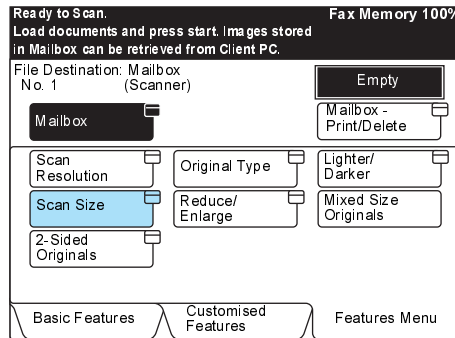 Ready to Scan.
Fax Memory 100%
Load documents and press start. Images stored
in Mailbox can be retrieved from Client PC.
File Destination: Mailbox
No. 1 (Scanner)
Empty
Mailbox
Mailbox -
Print/Delete
Scan
Resolution
Original Type
Lighter/
Darker
Scan Size
Reduce/
Enlarge
Mixed Size
Originals
2-Sided
Originals
Basic Features
Customised
Features
Features Menu